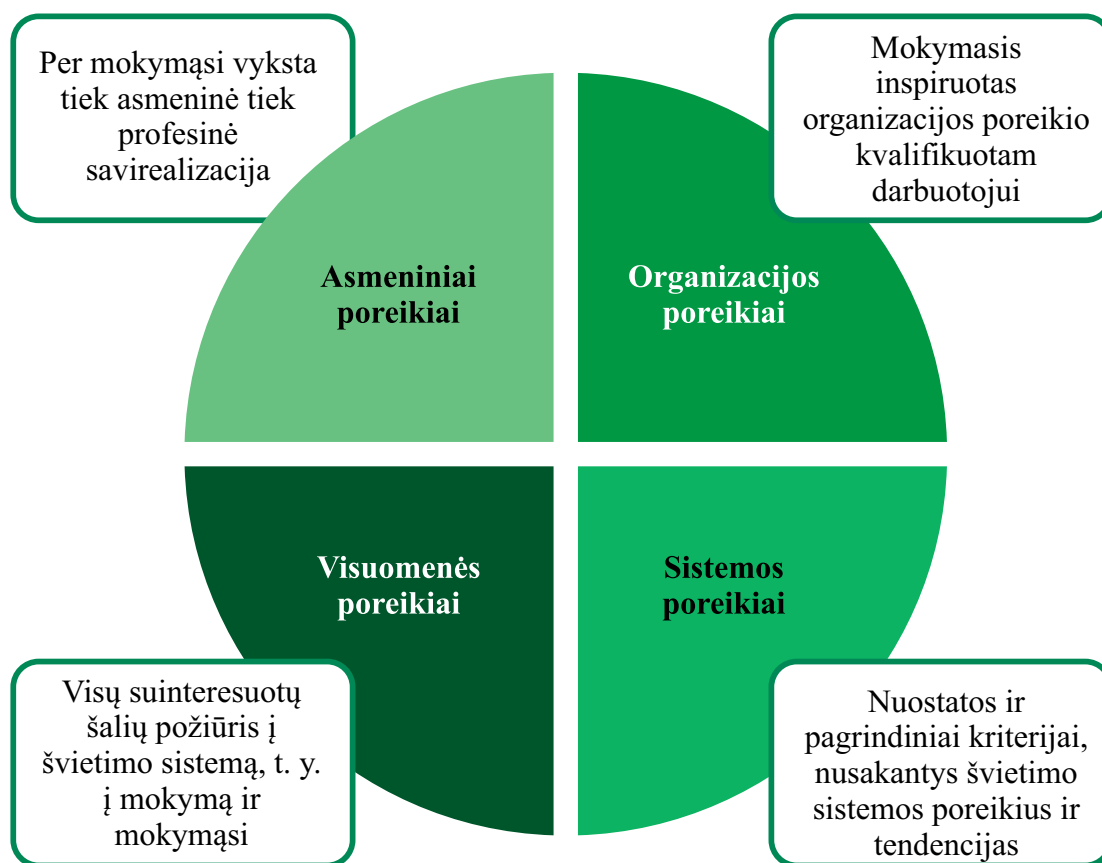 Per mokymąsi vyksta
tiek asmeninė tiek
profesinė
savirealizacija
Mokymasis
inspiruotas
organizacijos poreikio
kvalifikuotam
darbuotojui
Asmeniniai
poreikiai
Organizacijos
poreikiai
Visuomenės
poreikiai
Sistemos
poreikiai
Visų suinteresuotų
šalių požiūris į
švietimo sistemą, t. y.
į mokymą ir
mokymąsi
Nuostatos ir
pagrindiniai kriterijai,
nusakantys švietimo
sistemos poreikius ir
tendencijas